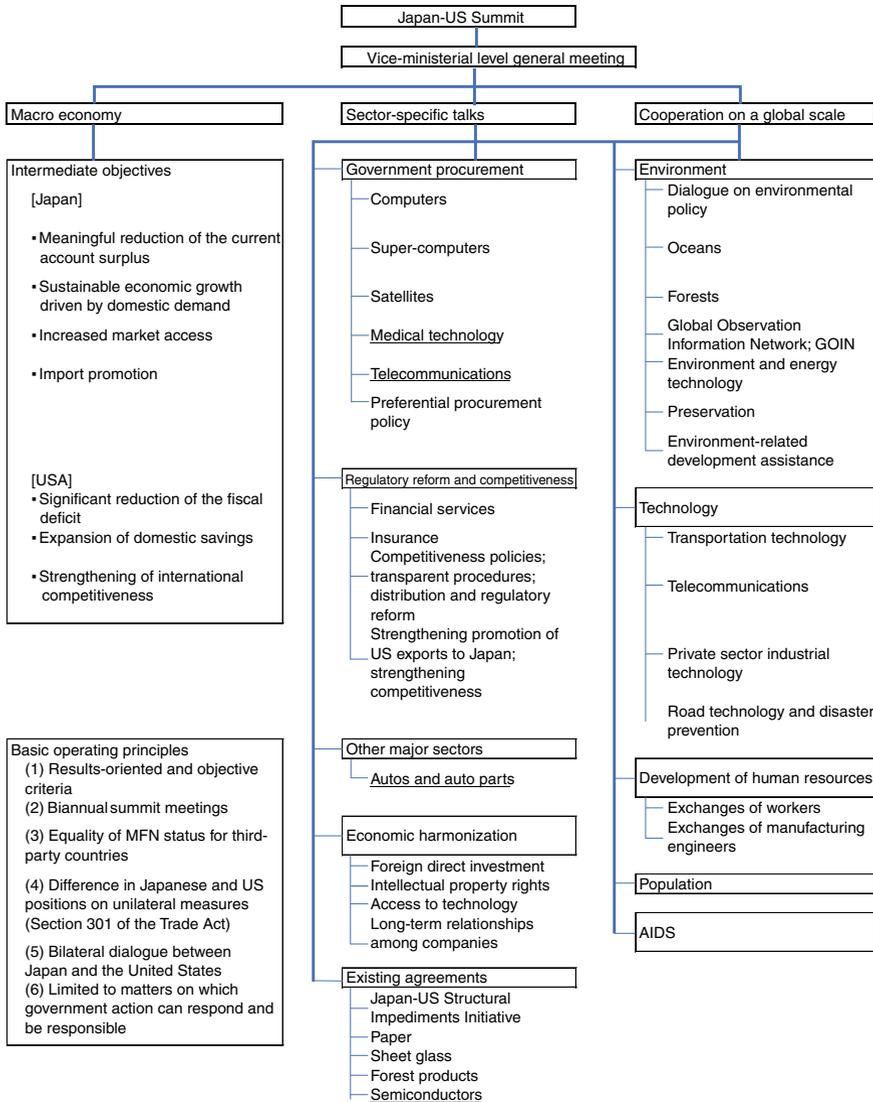 Japan-US Summit
Vice-ministerial level general meeting
Macro economy
Sector-specific talks
Cooperation on a global scale
Intermediate objectives
[Japan]
▪Meaningful reduction of the current
account surplus
▪Sustainable economic growth
driven by domestic demand
▪Increased market access
▪Import promotion
[USA]
▪Significant reduction of the fiscal
deficit
▪Expansion of domestic savings
▪Strengthening of international
competitiveness
Basic operating principles
(1) Results-oriented and objective
criteria
(2) Biannual summit meetings
(3) Equality of MFN status for third-
party countries
(4) Difference in Japanese and US
positions on unilateral measures
(Section 301 of the Trade Act)
(5) Bilateral dialogue between
Japan and the United States
(6) Limited to matters on which
government action can respond and
be responsible
Government procurement
Computers
Super-computers
Satellites
Medical technology
Telecommunications
Preferential procurement
policy
Regulatory reform and competitiveness
Financial services
Insurance
Competitiveness policies;
transparent procedures;
distribution and regulatory
reform
Strengthening promotion of
US exports to Japan;
strengthening
competitiveness
Other major sectors
Autos and auto parts
Economic harmonization
Foreign direct investment
Intellectual property rights
Access to technology
Long-term relationships
among companies
Existing agreements
Japan-US Structural
Impediments Initiative
Paper
Sheet glass
Forest products
Semiconductors
Environment
Dialogue on environmental
policy
Oceans
Forests
Global Observation
Information Network; GOIN
Environment and energy
technology
Preservation
Environment-related
development assistance
Technology
Transportation technology
Telecommunications
Private sector industrial
technology
Road technology and disaster
prevention
Development of human resources
Exchanges of workers
Exchanges of manufacturing
engineers
Population
AIDS